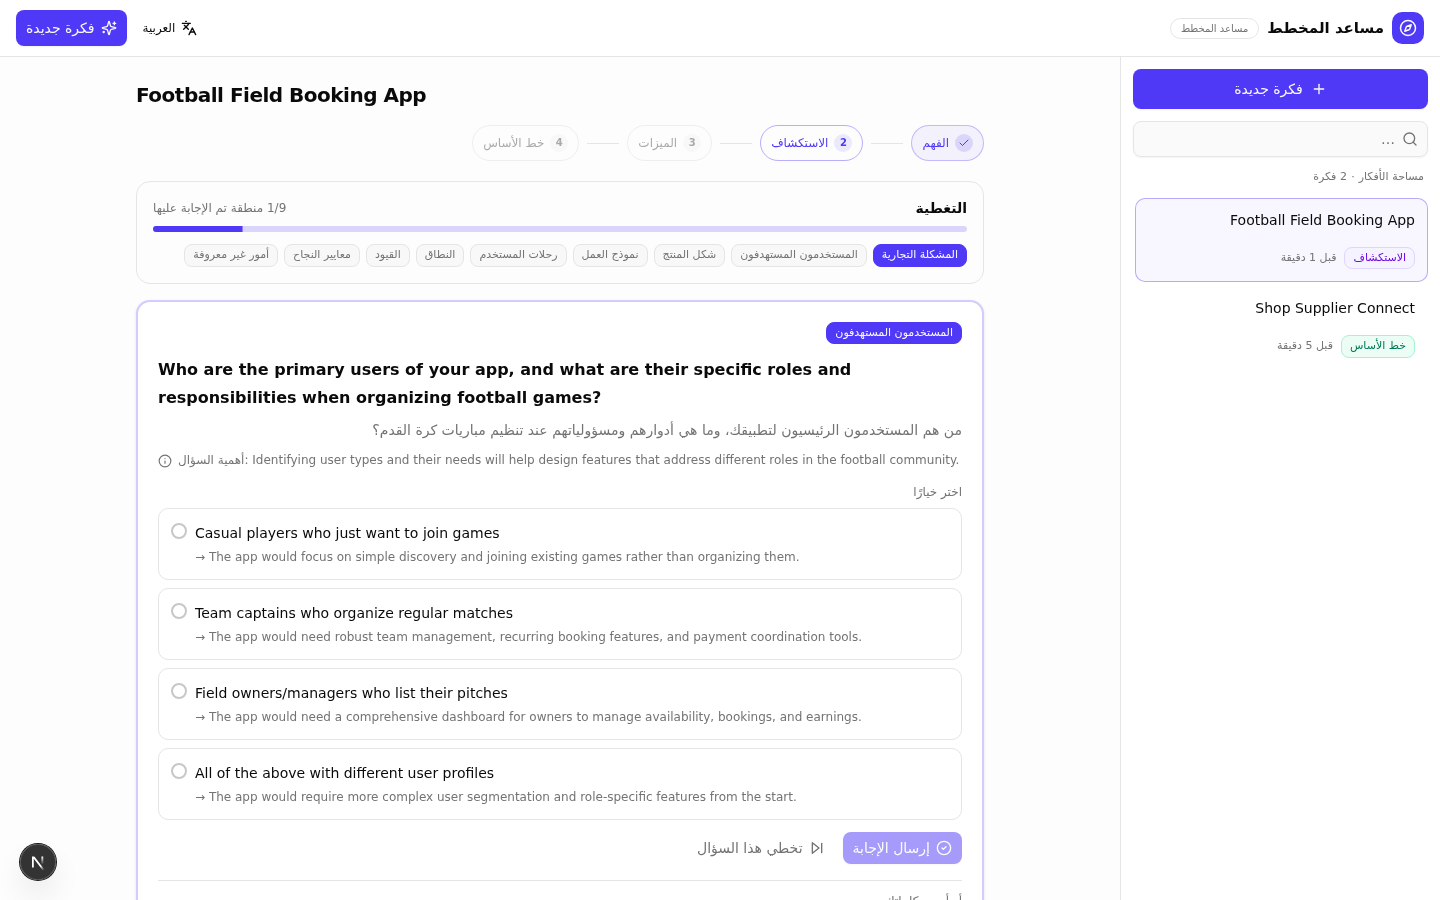 مساعد المخطط
مساعد المخطط
العربية
فكرة جديدة
فكرة جديدة
...
مساحة الأفكار · 2 فكرة
Football Field Booking App
الاستكشاف
قبل 1 دقيقة
Shop Supplier Connect
خط الأساس
قبل 5 دقيقة
Football Field Booking App
الفهم
2 الاستكشاف
3 الميزات
4 خط الأساس
التغطية
1/9 منطقة تم الإجابة عليها
المشكلة التجارية
المستخدمون المستهدفون
شكل المنتج
نموذج العمل
رحلات المستخدم
النطاق
القيود
معايير النجاح
أمور غير معروفة
المستخدمون المستهدفون
Who are the primary users of your app, and what are their specific roles and
responsibilities when organizing football games?
من هم المستخدمون الرئيسيون لتطبيقك، وما هي أدوارهم ومسؤولياتهم عند تنظيم مباريات كرة القدم؟
أهمية السؤال: Identifying user types and their needs will help design features that address different roles in the football community.
اختر خيارًا
Casual players who just want to join games
→ The app would focus on simple discovery and joining existing games rather than organizing them.
Team captains who organize regular matches
→ The app would need robust team management, recurring booking features, and payment coordination tools.
Field owners/managers who list their pitches
→ The app would need a comprehensive dashboard for owners to manage availability, bookings, and earnings.
All of the above with different user profiles
→ The app would require more complex user segmentation and role-specific features from the start.
إرسال الإجابة
تخطي هذا السؤال
N